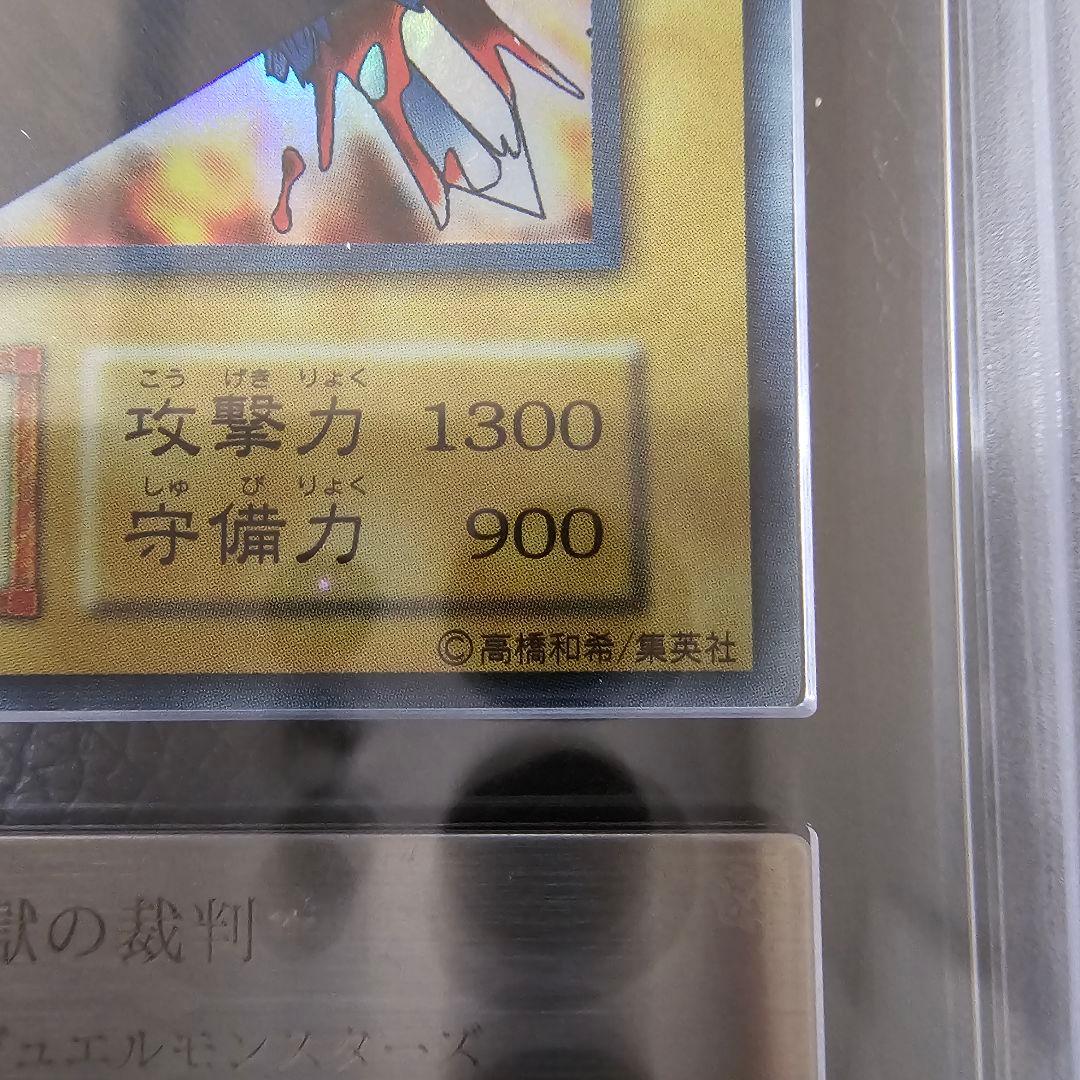 こう げき りょく
攻撃力 1300
しゅ び りょく
守備力 900
©高橋和希/集英社
獄の裁判
デュエルモンスターズ